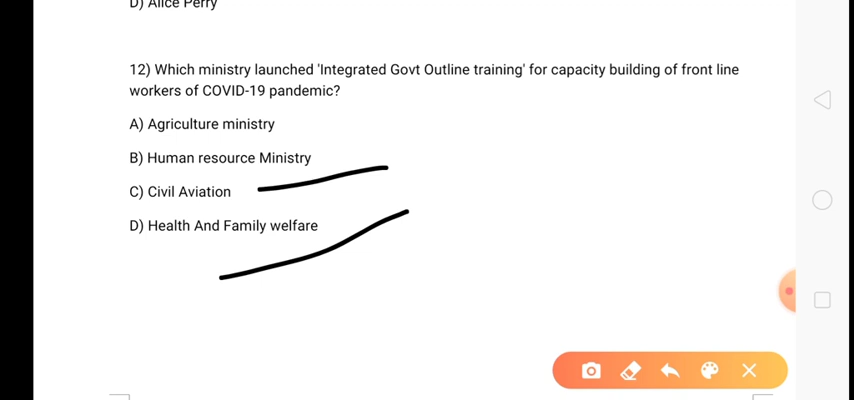 D) Alice Perry
12) Which ministry launched 'Integrated Govt Outline training' for capacity building of front line
workers of COVID-19 pandemic?
A) Agriculture ministry
B) Human resource Ministry
C) Civil Aviation
D) Health And Family welfare